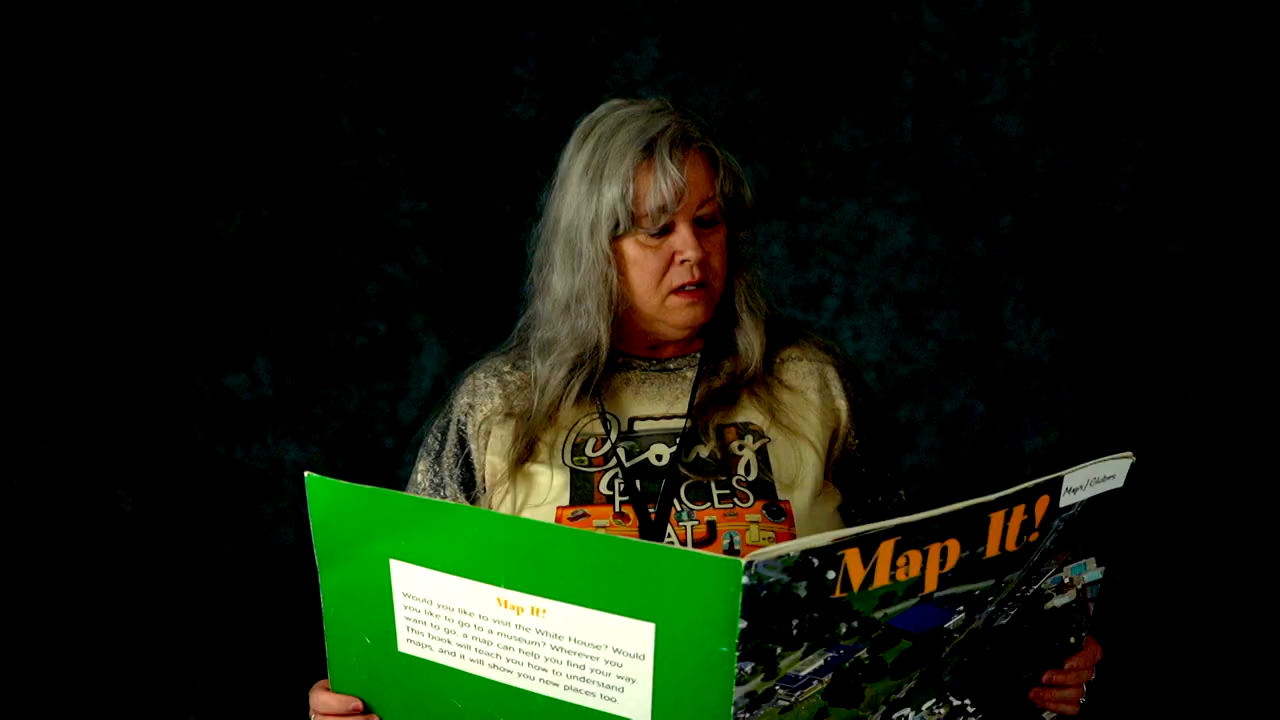 Going
PLACES
AT
Maps/Globes
Map It!
Map It!
Would you like to visit the White House? Would
you like to go to a museum? Wherever you
want to go, a map can help you find your way.
This book will teach you how to understand
maps, and it will show you new places too.